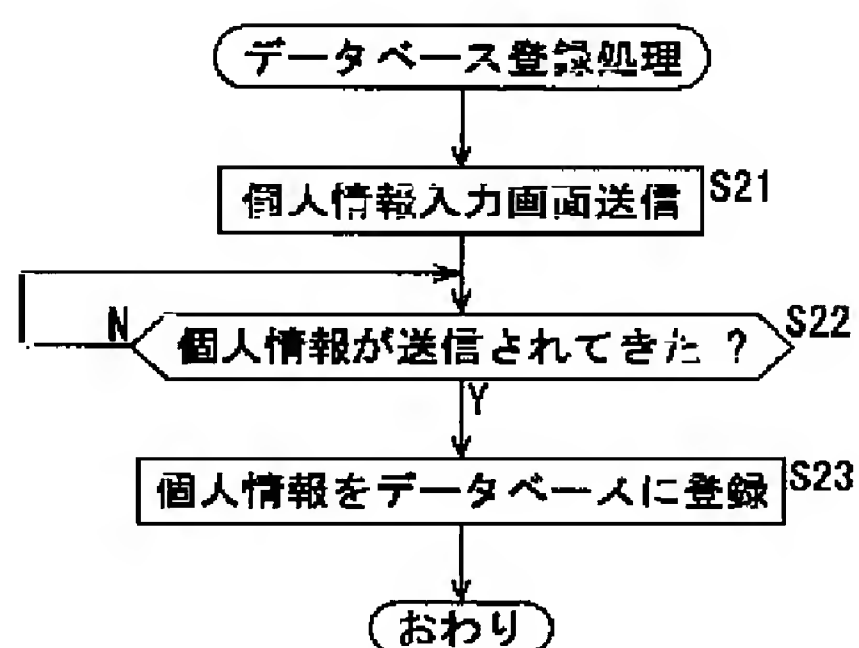 データベース登録処理
個人情報入力画面送信 S21
N 個人情報が送信されてきた? S22
Y
個人情報をデータベースに登録 S23
おわり